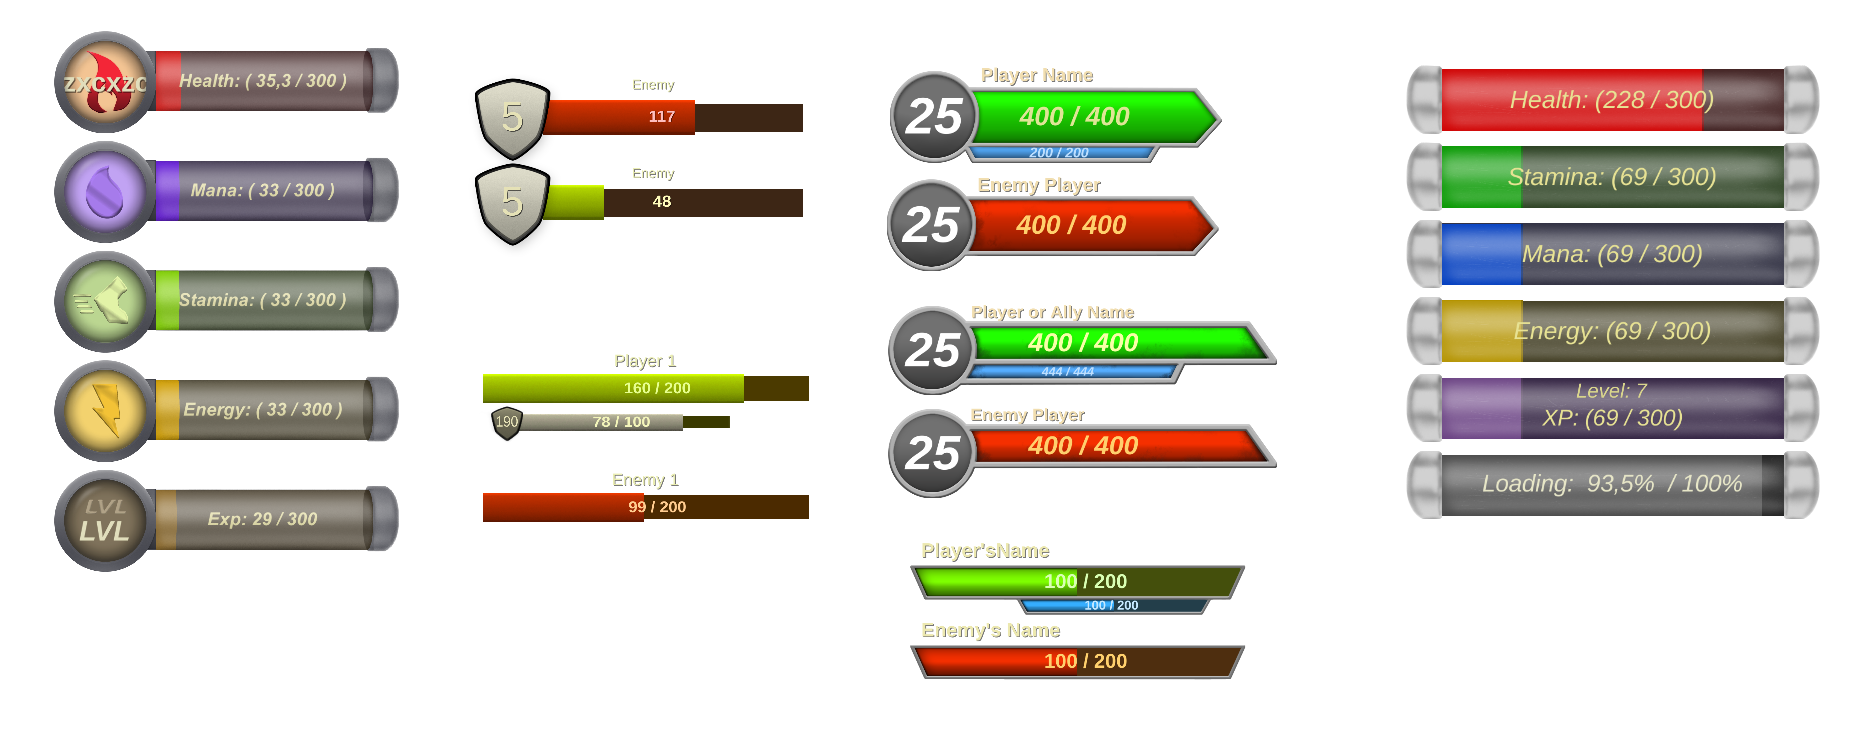 zxcxzc
Health: ( 35,3 / 300 )
Mana: ( 33 / 300 )
Stamina: ( 33 / 300 )
Energy: ( 33 / 300 )
LVL
LVL
Exp: 29 / 300
Enemy
5
117
Enemy
5
48
Player 1
160 / 200
190
78 / 100
Enemy 1
99 / 200
Player Name
25
400 / 400
200 / 200
Enemy Player
25
400 / 400
Player or Ally Name
25
400 / 400
444 / 444
Enemy Player
25
400 / 400
Player'sName
100 / 200
100 / 200
Enemy's Name
100 / 200
Health: (228 / 300)
Stamina: (69 / 300)
Mana: (69 / 300)
Energy: (69 / 300)
Level: 7
XP: (69 / 300)
Loading: 93,5% / 100%